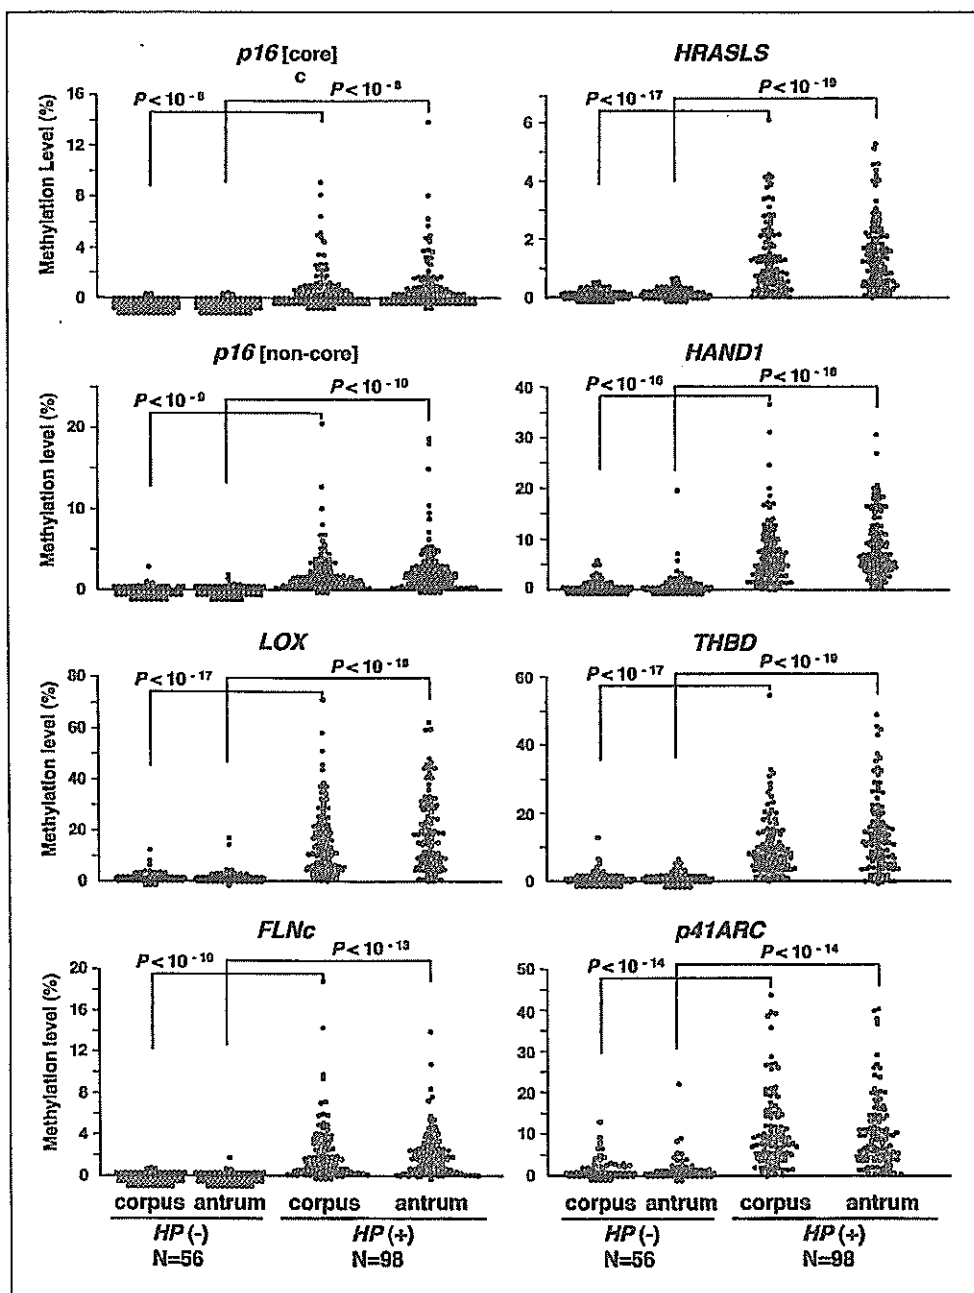 p16 [core]
c
P < 10 - 8
P < 10 - 8
Methylation Level (%)
16
12
8
4
0
HRASLS
P < 10 - 17
P < 10 - 19
6
4
2
0
p16 [non-core]
P < 10 - 9
P < 10 - 10
Methylation level (%)
20
10
0
HAND1
P < 10 - 16
P < 10 - 18
40
30
20
10
0
LOX
P < 10 - 17
P < 10 - 18
Methylation level (%)
80
60
40
20
0
THBD
P < 10 - 17
P < 10 - 19
60
40
20
0
FLNc
P < 10 - 10
P < 10 - 13
Methylation level (%)
20
16
12
8
4
0
p41ARC
P < 10 - 14
P < 10 - 14
50
40
30
20
10
0
corpus antrum corpus antrum
HP (-) HP (+)
N=56 N=98
corpus antrum corpus antrum
HP (-) HP (+)
N=56 N=98